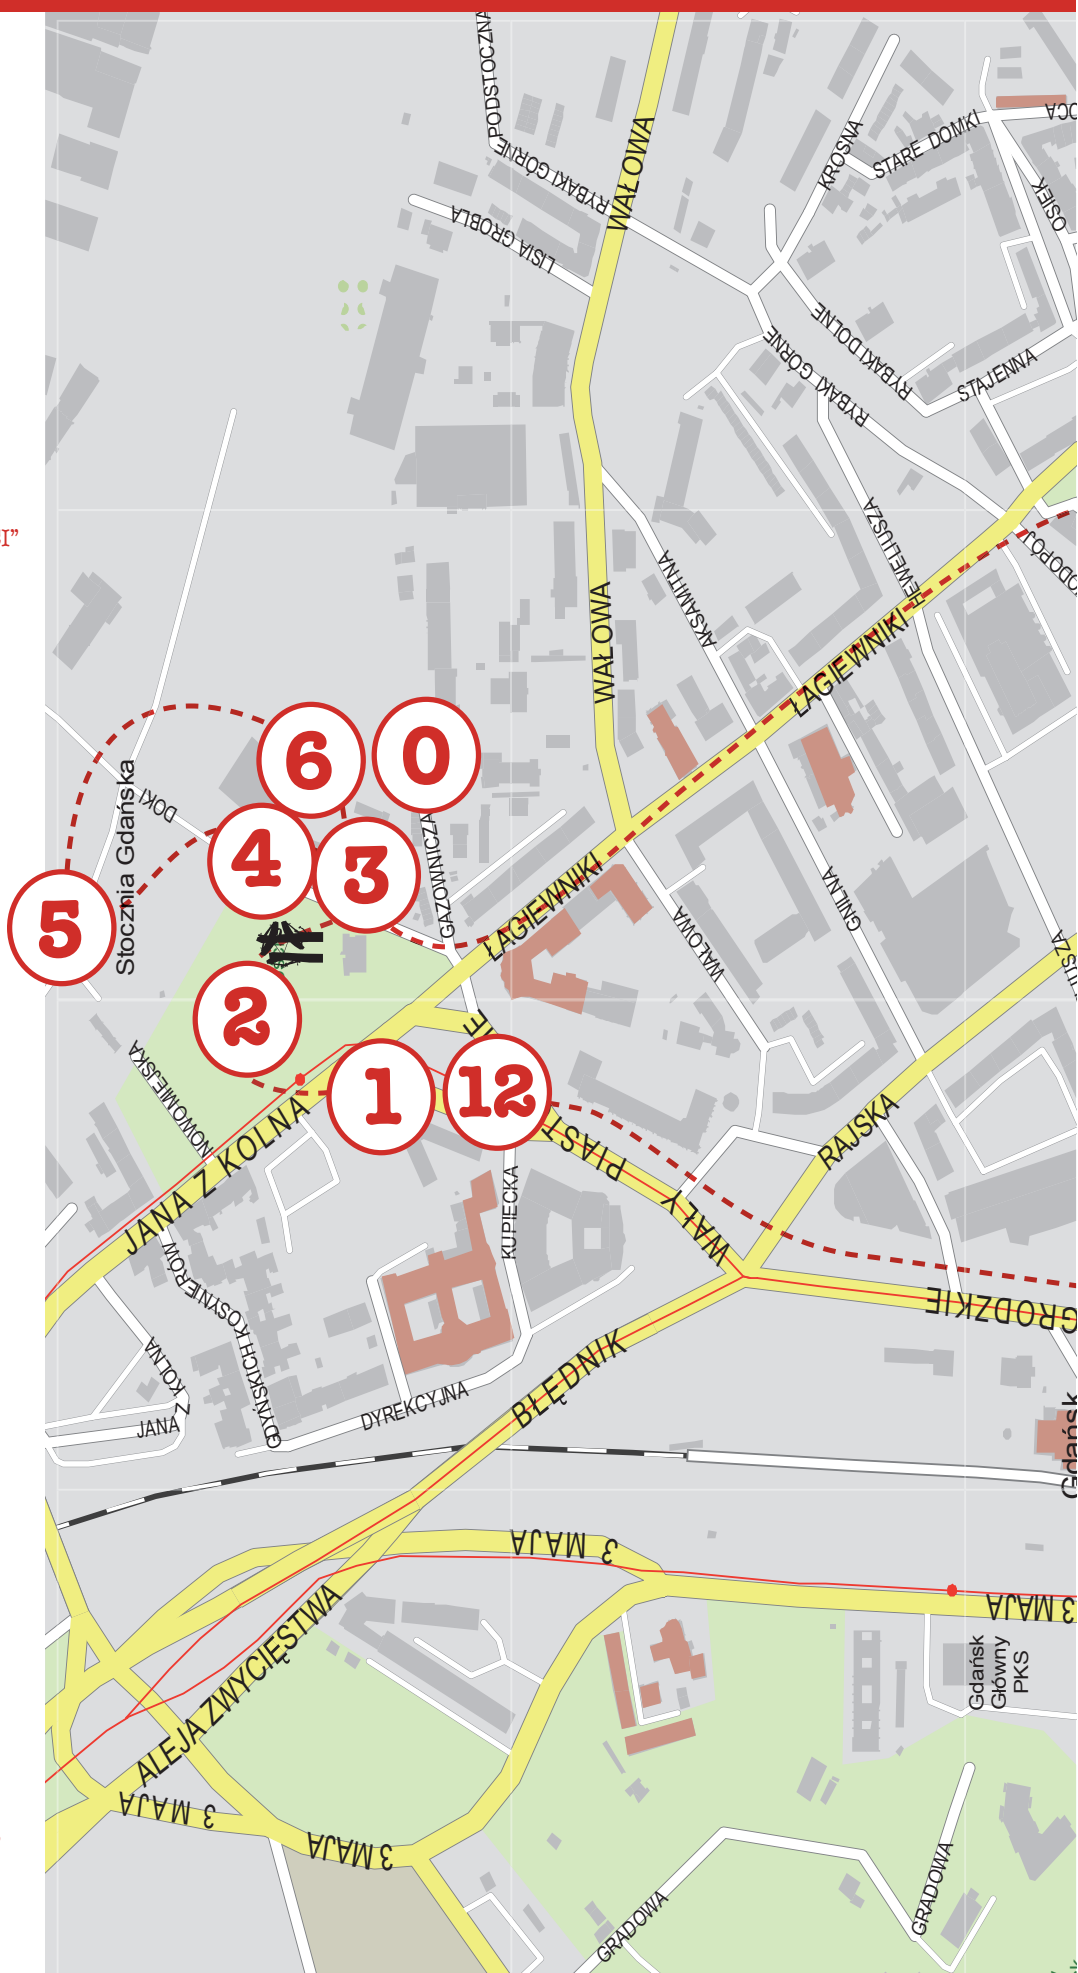 PODSTOCZNA
WAŁOWA
RYBAKI GÓRNE
LISIA GROBLA
KROSNA
STARE DOMKI
OSIEK
RYBAKI DOLNE
RYBAKI GÓRNE
STAJENNA
HEWELIUSZA
AKSAMITNA
WAŁOWA
ŁAGIEWNIKI
6
0
4
3
5
2
1
12
DOKI
Stocznia Gdańska
GAZOWNICZA
ŁAGIEWNIKI
GNILNA
WAŁOWA
NOWOMIEJSKA
JANA Z KOLNA
WAŁY PIASTOWSKIE
RAJSKA
KUPIECKA
GDYŃSKICH KOSYNIERÓW
GRODZKIE
JANA Z KOLNA
DYREKCYJNA
BŁĘDNIK
Gdańsk
3 MAJA
3 MAJA
ALEJA ZWYCIĘSTWA
Gdańsk
Główny
PKS
3 MAJA
3 MAJA
GRADOWA
GRADOWA